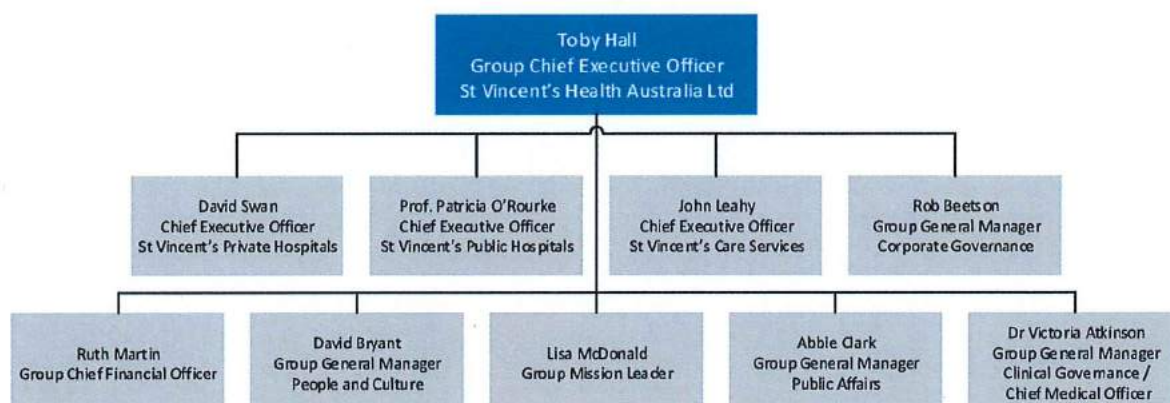 Toby Hall
Group Chief Executive Officer
St Vincent's Health Australia Ltd
David Swan
Chief Executive Officer
St Vincent's Private Hospitals
Prof. Patricia O'Rourke
Chief Executive Officer
St Vincent's Public Hospitals
John Leahy
Chief Executive Officer
St Vincent's Care Services
Rob Beetson
Group General Manager
Corporate Governance
Ruth Martin
Group Chief Financial Officer
David Bryant
Group General Manager
People and Culture
Lisa McDonald
Group Mission Leader
Abbie Clark
Group General Manager
Public Affairs
Dr Victoria Atkinson
Group General Manager
Clinical Governance /
Chief Medical Officer